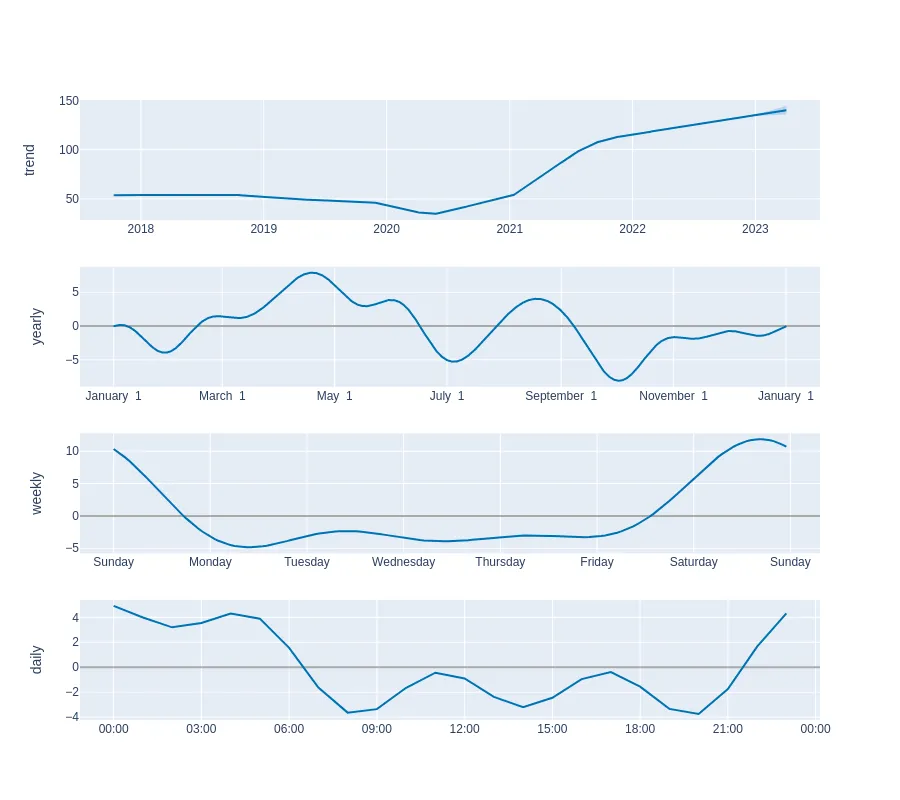 trend
150
100
50
2018 2019 2020 2021 2022 2023
yearly
5
0
−5
January 1 March 1 May 1 July 1 September 1 November 1 January 1
weekly
10
5
0
−5
Sunday Monday Tuesday Wednesday Thursday Friday Saturday Sunday
daily
4
2
0
−2
−4
00:00 03:00 06:00 09:00 12:00 15:00 18:00 21:00 00:00